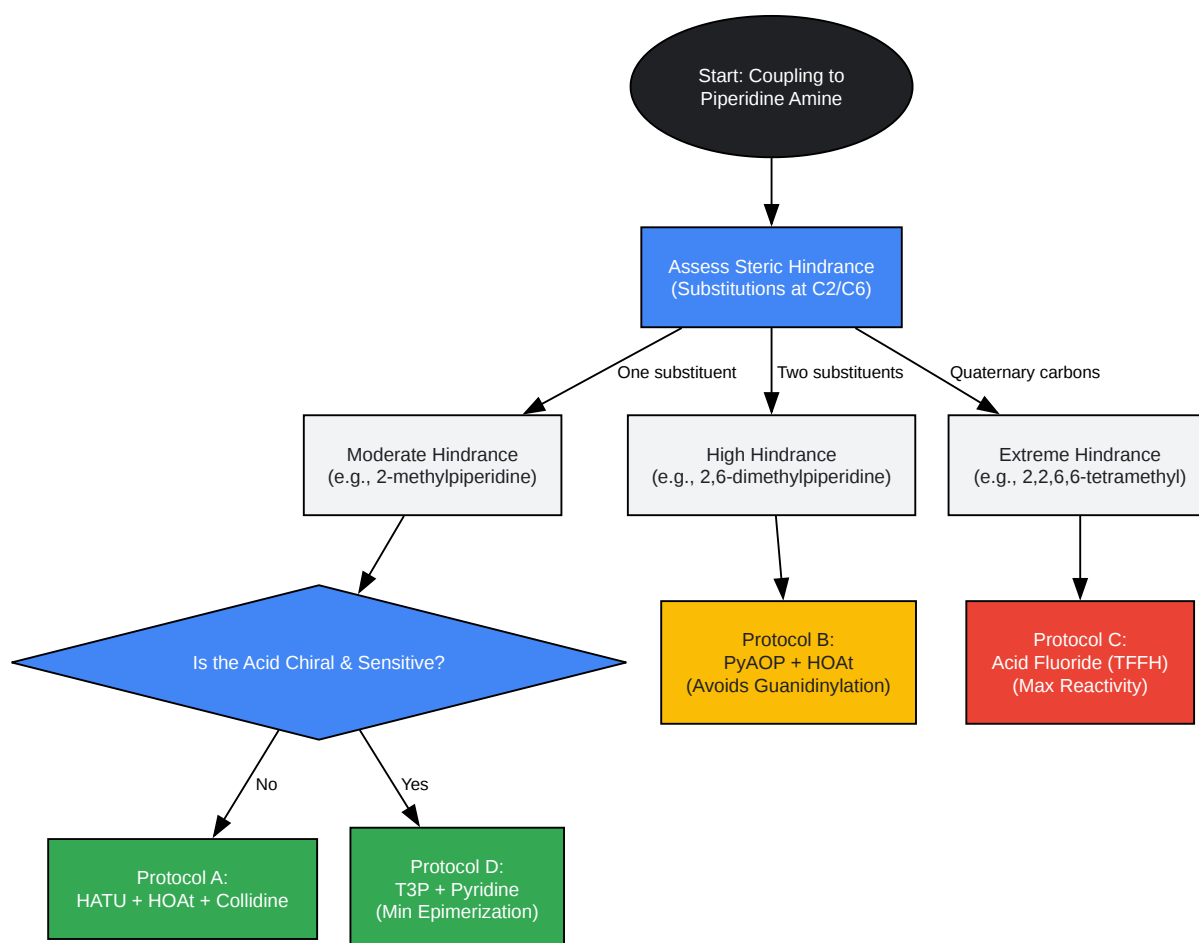 Start: Coupling to
Piperidine Amine
Assess Steric Hindrance
(Substitutions at C2/C6)
One substituent
Two substituents
Quaternary carbons
Moderate Hindrance
(e.g., 2-methylpiperidine)
High Hindrance
(e.g., 2,6-dimethylpiperidine)
Extreme Hindrance
(e.g., 2,2,6,6-tetramethyl)
Is the Acid Chiral & Sensitive?
Protocol B:
PyAOP + HOAt
(Avoids Guanidinylation)
Protocol C:
Acid Fluoride (TFFH)
(Max Reactivity)
No
Yes
Protocol A:
HATU + HOAt + Collidine
Protocol D:
T3P + Pyridine
(Min Epimerization)